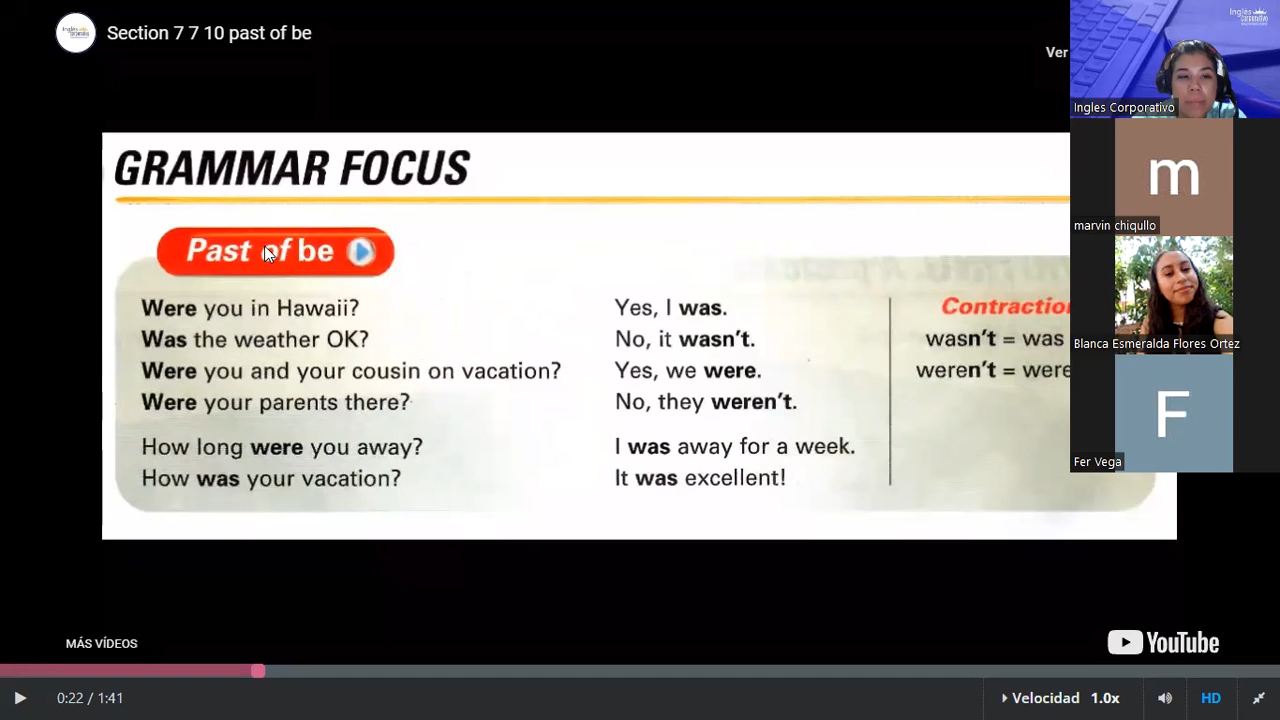 Section 7 7 10 past of be
Ver
Ingles Corporativo
m
marvin chiqullo
Blanca Esmeralda Flores Ortez
F
Fer Vega
GRAMMAR FOCUS
Past of be
Were you in Hawaii? Yes, I was.
Was the weather OK? No, it wasn't.
Were you and your cousin on vacation? Yes, we were.
Were your parents there? No, they weren't.
How long were you away? I was away for a week.
How was your vacation? It was excellent!
Contraction
wasn't = was
weren't = were
MÁS VÍDEOS
YouTube
0:22 / 1:41
Velocidad 1.0x
HD